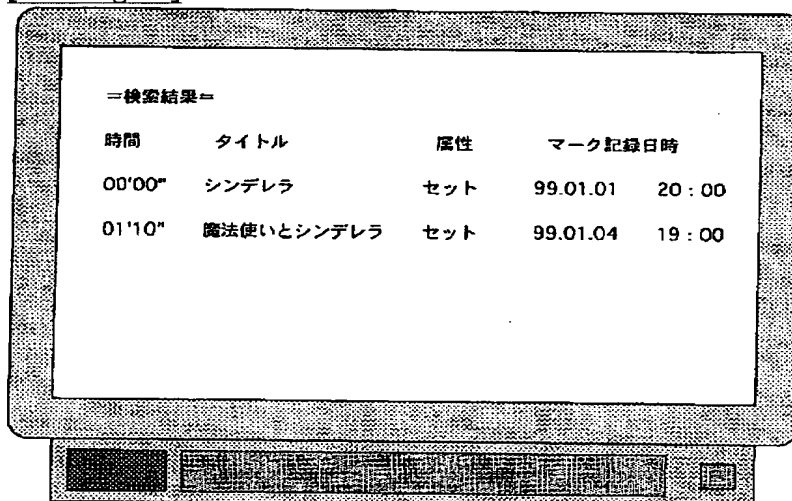 =検索結果=
時間 タイトル 属性 マーク記録日時
00'00" シンデレラ セット 99.01.01 20:00
01'10"魔法使いとシンデレラ セット 99.01.04 19:00